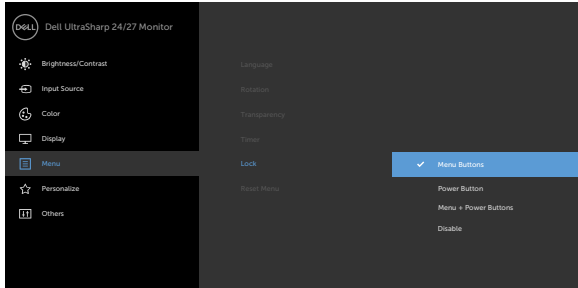 DELL Dell UltraSharp 24/27 Monitor
Brightness/Contrast
Language
Input Source
Rotation
Color
Transparency
Display
Timer
Menu
Lock
Menu Buttons
Personalize
Reset Menu
Power Button
Menu + Power Buttons
Others
Disable